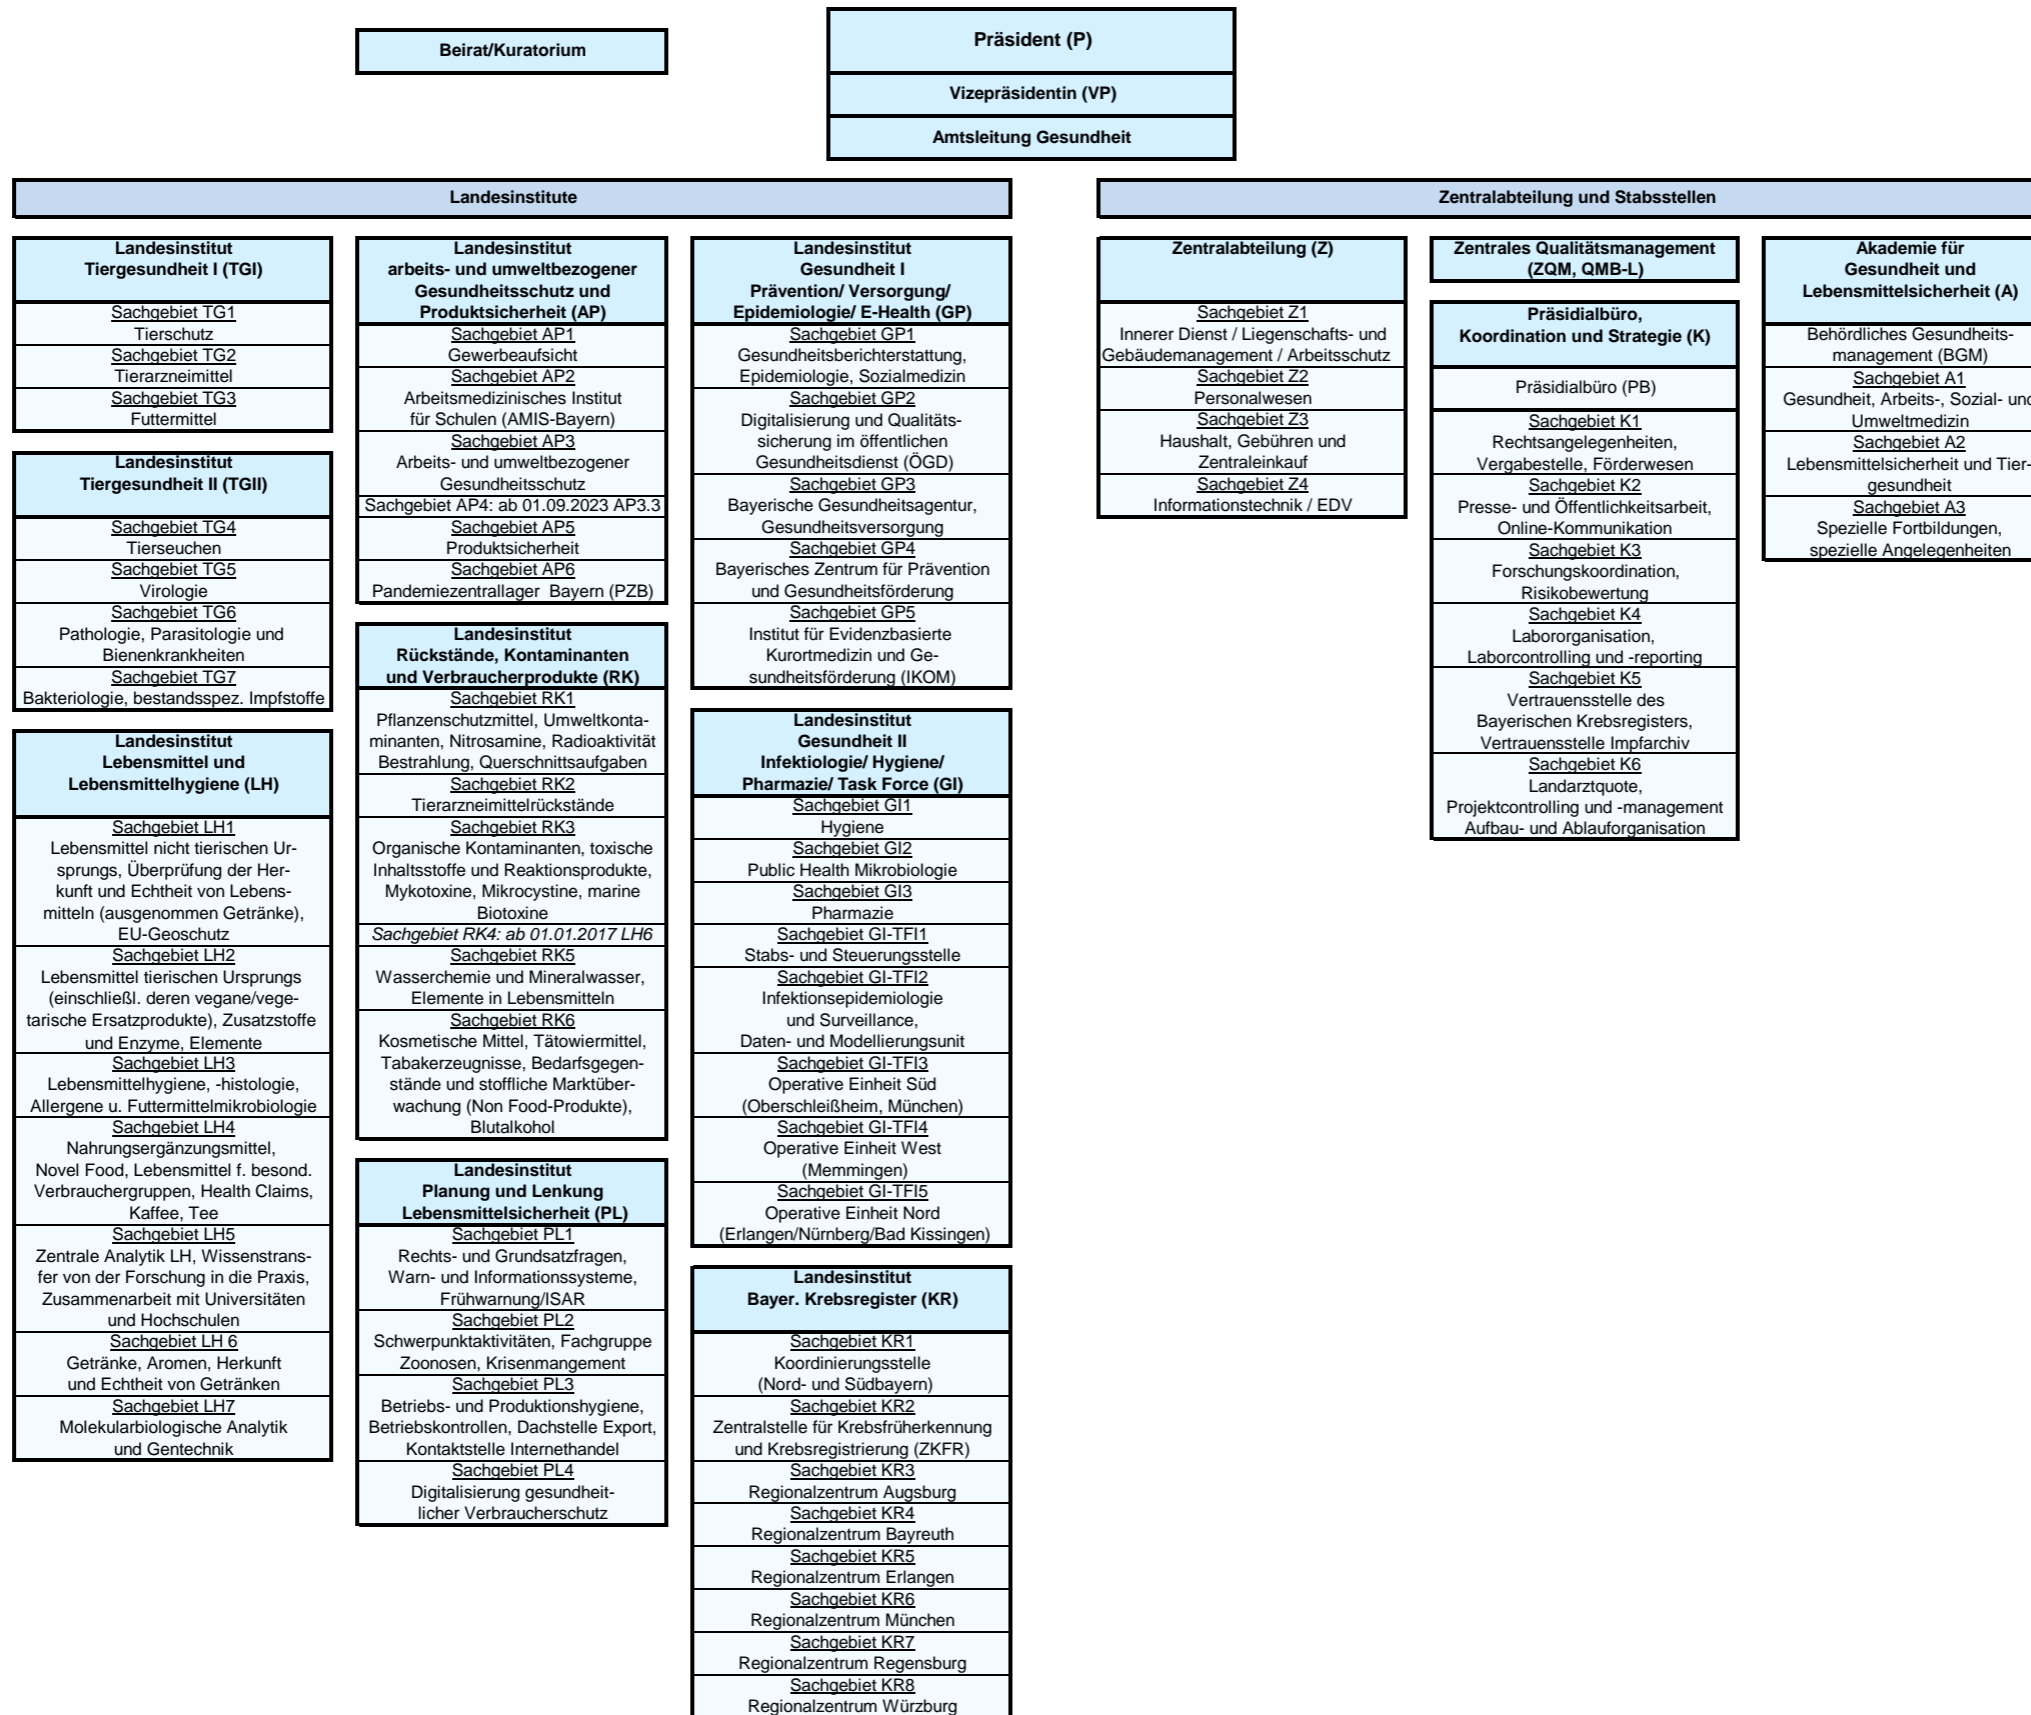 Beirat/Kuratorium
Präsident (P)
Vizepräsidentin (VP)
Amtsleitung Gesundheit
Landesinstitute
Landesinstitut
Tiergesundheit I (TGI)
Sachgebiet TG1
Tierschutz
Sachgebiet TG2
Tierarzneimittel
Sachgebiet TG3
Futtermittel
Landesinstitut
Tiergesundheit II (TGII)
Sachgebiet TG4
Tierseuchen
Sachgebiet TG5
Virologie
Sachgebiet TG6
Pathologie, Parasitologie und
Bienenkrankheiten
Sachgebiet TG7
Bakteriologie, bestandsspez. Impfstoffe
Landesinstitut
Lebensmittel und
Lebensmittelhygiene (LH)
Sachgebiet LH1
Lebensmittel nicht tierischen Ur-
sprungs, Überprüfung der Her-
kunft und Echtheit von Lebens-
mitteln (ausgenommen Getränke),
EU-Geoschutz
Sachgebiet LH2
Lebensmittel tierischen Ursprungs
(einschließl. deren vegane/vege-
tarische Ersatzprodukte), Zusatzstoffe
und Enzyme, Elemente
Sachgebiet LH3
Lebensmittelhygiene, -histologie,
Allergene u. Futtermittelmikrobiologie
Sachgebiet LH4
Nahrungsergänzungsmittel,
Novel Food, Lebensmittel f. besond.
Verbrauchergruppen, Health Claims,
Kaffee, Tee
Sachgebiet LH5
Zentrale Analytik LH, Wissenstrans-
fer von der Forschung in die Praxis,
Zusammenarbeit mit Universitäten
und Hochschulen
Sachgebiet LH 6
Getränke, Aromen, Herkunft
und Echtheit von Getränken
Sachgebiet LH7
Molekularbiologische Analytik
und Gentechnik
Landesinstitut
arbeits- und umweltbezogener
Gesundheitsschutz und
Produktsicherheit (AP)
Sachgebiet AP1
Gewerbeaufsicht
Sachgebiet AP2
Arbeitsmedizinisches Institut
für Schulen (AMIS-Bayern)
Sachgebiet AP3
Arbeits- und umweltbezogener
Gesundheitsschutz
Sachgebiet AP4: ab 01.09.2023 AP3.3
Sachgebiet AP5
Produktsicherheit
Sachgebiet AP6
Pandemiezentrallager Bayern (PZB)
Landesinstitut
Rückstände, Kontaminanten
und Verbraucherprodukte (RK)
Sachgebiet RK1
Pflanzenschutzmittel, Umweltkonta-
minanten, Nitrosamine, Radioaktivität
Bestrahlung, Querschnittsaufgaben
Sachgebiet RK2
Tierarzneimittelrückstände
Sachgebiet RK3
Organische Kontaminanten, toxische
Inhaltsstoffe und Reaktionsprodukte,
Mykotoxine, Mikrocystine, marine
Biotoxine
Sachgebiet RK4: ab 01.01.2017 LH6
Sachgebiet RK5
Wasserchemie und Mineralwasser,
Elemente in Lebensmitteln
Sachgebiet RK6
Kosmetische Mittel, Tätowiermittel,
Tabakerzeugnisse, Bedarfsgegen-
stände und stoffliche Marktüber-
wachung (Non Food-Produkte),
Blutalkohol
Landesinstitut
Planung und Lenkung
Lebensmittelsicherheit (PL)
Sachgebiet PL1
Rechts- und Grundsatzfragen,
Warn- und Informationssysteme,
Frühwarnung/ISAR
Sachgebiet PL2
Schwerpunktaktivitäten, Fachgruppe
Zoonosen, Krisenmangement
Sachgebiet PL3
Betriebs- und Produktionshygiene,
Betriebskontrollen, Dachstelle Export,
Kontaktstelle Internethandel
Sachgebiet PL4
Digitalisierung gesundheit-
licher Verbraucherschutz
Landesinstitut
Gesundheit I
Prävention/ Versorgung/
Epidemiologie/ E-Health (GP)
Sachgebiet GP1
Gesundheitsberichterstattung,
Epidemiologie, Sozialmedizin
Sachgebiet GP2
Digitalisierung und Qualitäts-
sicherung im öffentlichen
Gesundheitsdienst (ÖGD)
Sachgebiet GP3
Bayerische Gesundheitsagentur,
Gesundheitsversorgung
Sachgebiet GP4
Bayerisches Zentrum für Prävention
und Gesundheitsförderung
Sachgebiet GP5
Institut für Evidenzbasierte
Kurortmedizin und Ge-
sundheitsförderung (IKOM)
Landesinstitut
Gesundheit II
Infektiologie/ Hygiene/
Pharmazie/ Task Force (GI)
Sachgebiet GI1
Hygiene
Sachgebiet GI2
Public Health Mikrobiologie
Sachgebiet GI3
Pharmazie
Sachgebiet GI-TFI1
Stabs- und Steuerungsstelle
Sachgebiet GI-TFI2
Infektionsepidemiologie
und Surveillance,
Daten- und Modellierungsunit
Sachgebiet GI-TFI3
Operative Einheit Süd
(Oberschleißheim, München)
Sachgebiet GI-TFI4
Operative Einheit West
(Memmingen)
Sachgebiet GI-TFI5
Operative Einheit Nord
(Erlangen/Nürnberg/Bad Kissingen)
Landesinstitut
Bayer. Krebsregister (KR)
Sachgebiet KR1
Koordinierungsstelle
(Nord- und Südbayern)
Sachgebiet KR2
Zentralstelle für Krebsfrüherkennung
und Krebsregistrierung (ZKFR)
Sachgebiet KR3
Regionalzentrum Augsburg
Sachgebiet KR4
Regionalzentrum Bayreuth
Sachgebiet KR5
Regionalzentrum Erlangen
Sachgebiet KR6
Regionalzentrum München
Sachgebiet KR7
Regionalzentrum Regensburg
Sachgebiet KR8
Regionalzentrum Würzburg
Zentralabteilung und Stabsstellen
Zentralabteilung (Z)
Sachgebiet Z1
Innerer Dienst / Liegenschafts- und
Gebäudemanagement / Arbeitsschutz
Sachgebiet Z2
Personalwesen
Sachgebiet Z3
Haushalt, Gebühren und
Zentraleinkauf
Sachgebiet Z4
Informationstechnik / EDV
Zentrales Qualitätsmanagement
(ZQM, QMB-L)
Präsidialbüro,
Koordination und Strategie (K)
Präsidialbüro (PB)
Sachgebiet K1
Rechtsangelegenheiten,
Vergabestelle, Förderwesen
Sachgebiet K2
Presse- und Öffentlichkeitsarbeit,
Online-Kommunikation
Sachgebiet K3
Forschungskoordination,
Risikobewertung
Sachgebiet K4
Labororganisation,
Laborcontrolling und -reporting
Sachgebiet K5
Vertrauensstelle des
Bayerischen Krebsregisters,
Vertrauensstelle Impfarchiv
Sachgebiet K6
Landarztquote,
Projektcontrolling und -management
Aufbau- und Ablauforganisation
Akademie für
Gesundheit und
Lebensmittelsicherheit (A)
Behördliches Gesundheits-
management (BGM)
Sachgebiet A1
Gesundheit, Arbeits-, Sozial- und
Umweltmedizin
Sachgebiet A2
Lebensmittelsicherheit und Tier-
gesundheit
Sachgebiet A3
Spezielle Fortbildungen,
spezielle Angelegenheiten